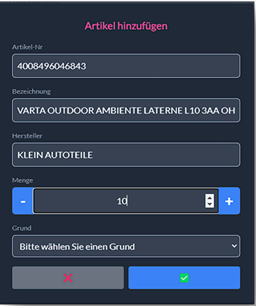 Artikel hinzufügen
Artikel-Nr
4008496046843
Bezeichnung
VARTA OUTDOOR AMBIENTE LATERNE L10 3AA OH
Hersteller
KLEIN AUTOTEILE
Menge
- 10 +
Grund
Bitte wählen Sie einen Grund